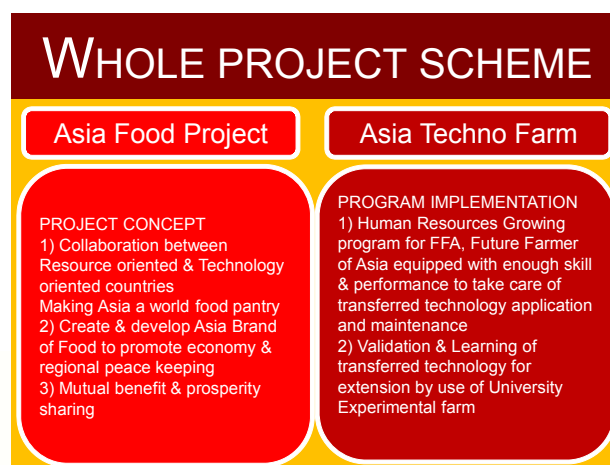 WHOLE PROJECT SCHEME
Asia Food Project
PROJECT CONCEPT
1) Collaboration between
Resource oriented & Technology
oriented countries
Making Asia a world food pantry
2) Create & develop Asia Brand
of Food to promote economy &
regional peace keeping
3) Mutual benefit & prosperity
sharing
Asia Techno Farm
PROGRAM IMPLEMENTATION
1) Human Resources Growing
program for FFA, Future Farmer
of Asia equipped with enough skill
& performance to take care of
transferred technology application
and maintenance
2) Validation & Learning of
transferred technology for
extension by use of University
Experimental farm